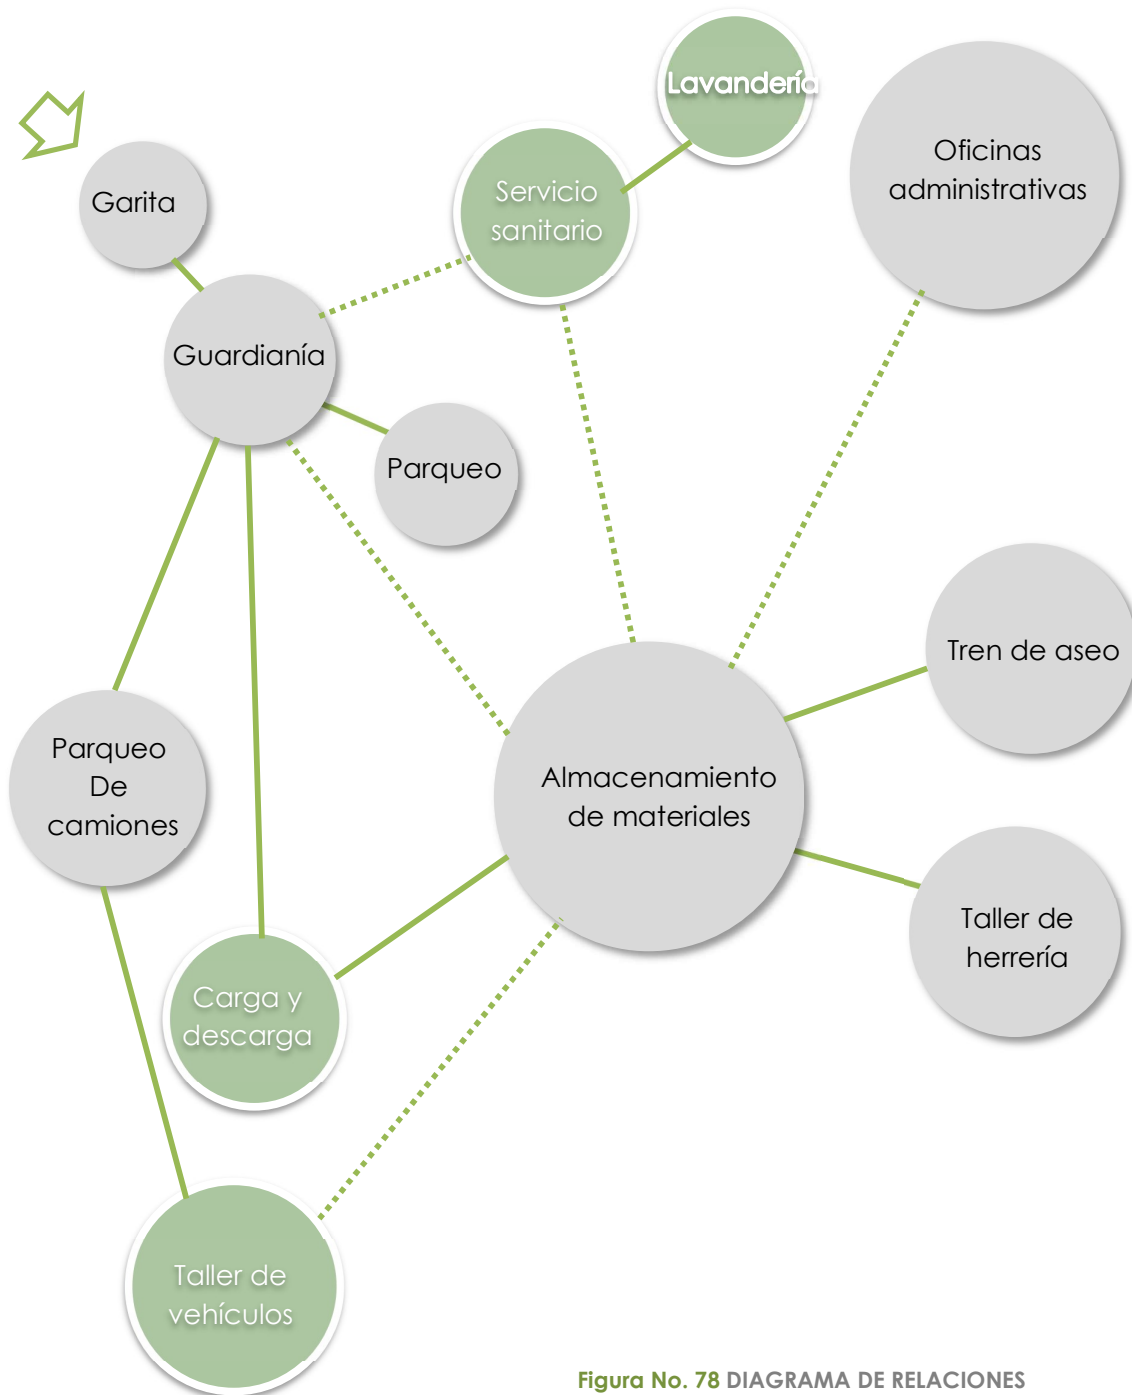 Lavandería
Oficinas
administrativas
Servicio
sanitario
Garita
Guardianía
Parqueo
Tren de aseo
Parqueo
De
camiones
Almacenamiento
de materiales
Taller de
herrería
Carga y
descarga
Taller de
vehículos
Figura No. 78 DIAGRAMA DE RELACIONES